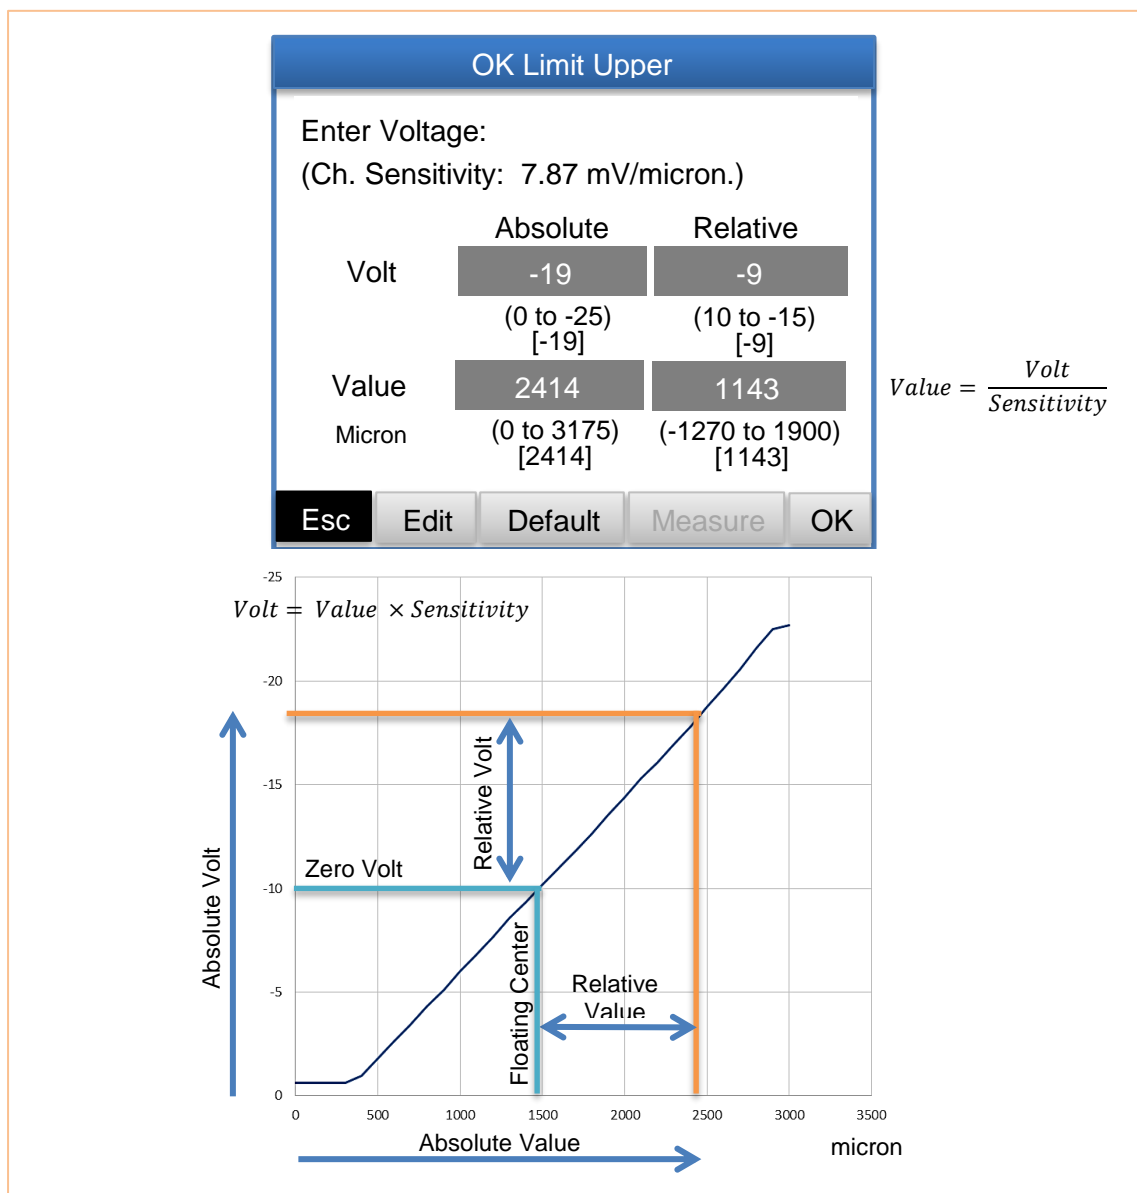 OK Limit Upper
Enter Voltage:
(Ch. Sensitivity: 7.87 mV/micron.)
Absolute Relative
Volt -19 -9
(0 to -25) (10 to -15)
[-19] [-9]
Value 2414 1143
Micron (0 to 3175) (-1270 to 1900)
[2414] [1143]
Value = Volt / Sensitivity
Esc Edit Default Measure OK
-25
Volt = Value × Sensitivity
-20
Relative Volt
-15
Absolute Volt
Zero Volt
-10
Floating Center
Relative
Value
-5
0
0 500 1000 1500 2000 2500 3000 3500
Absolute Value micron